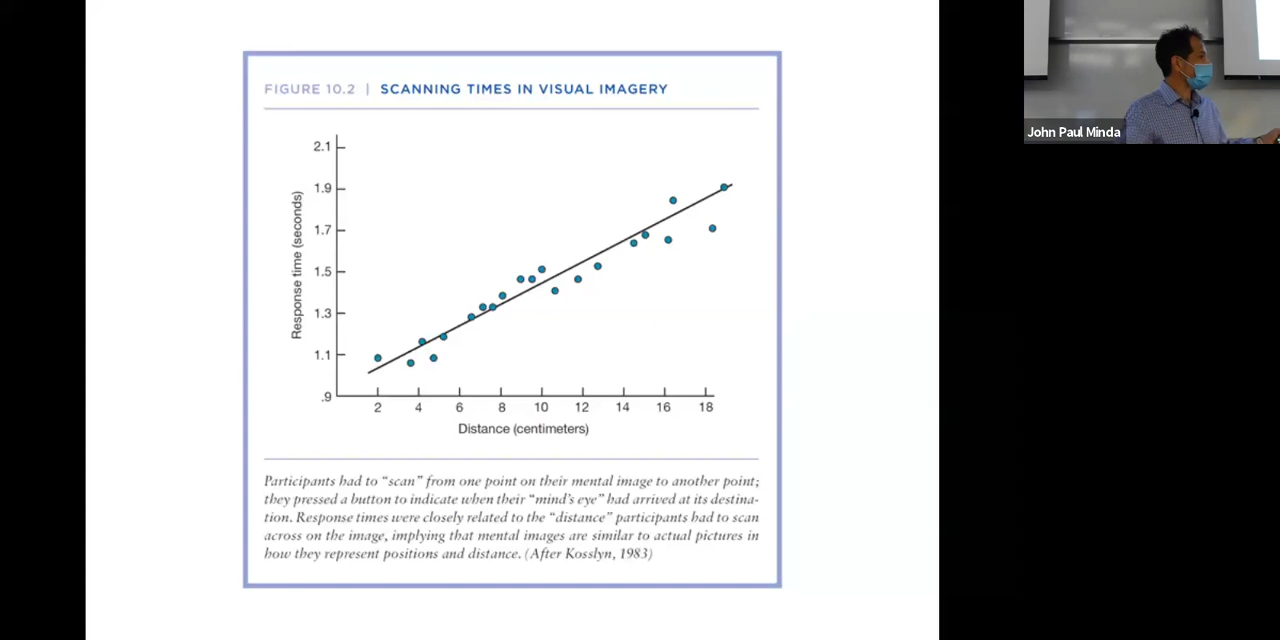 FIGURE 10.2 | SCANNING TIMES IN VISUAL IMAGERY
2.1
1.9
1.7
1.5
1.3
1.1
.9
Response time (seconds)
2 4 6 8 10 12 14 16 18
Distance (centimeters)
Participants had to “scan” from one point on their mental image to another point;
they pressed a button to indicate when their “mind’s eye” had arrived at its destina-
tion. Response times were closely related to the “distance” participants had to scan
across on the image, implying that mental images are similar to actual pictures in
how they represent positions and distance. (After Kosslyn, 1983)
John Paul Minda